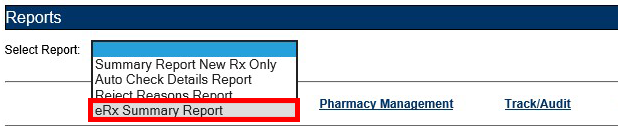 Reports
Select Report:
Summary Report New Rx Only
Auto Check Details Report
Reject Reasons Report
eRx Summary Report
Pharmacy Management Track/Audit